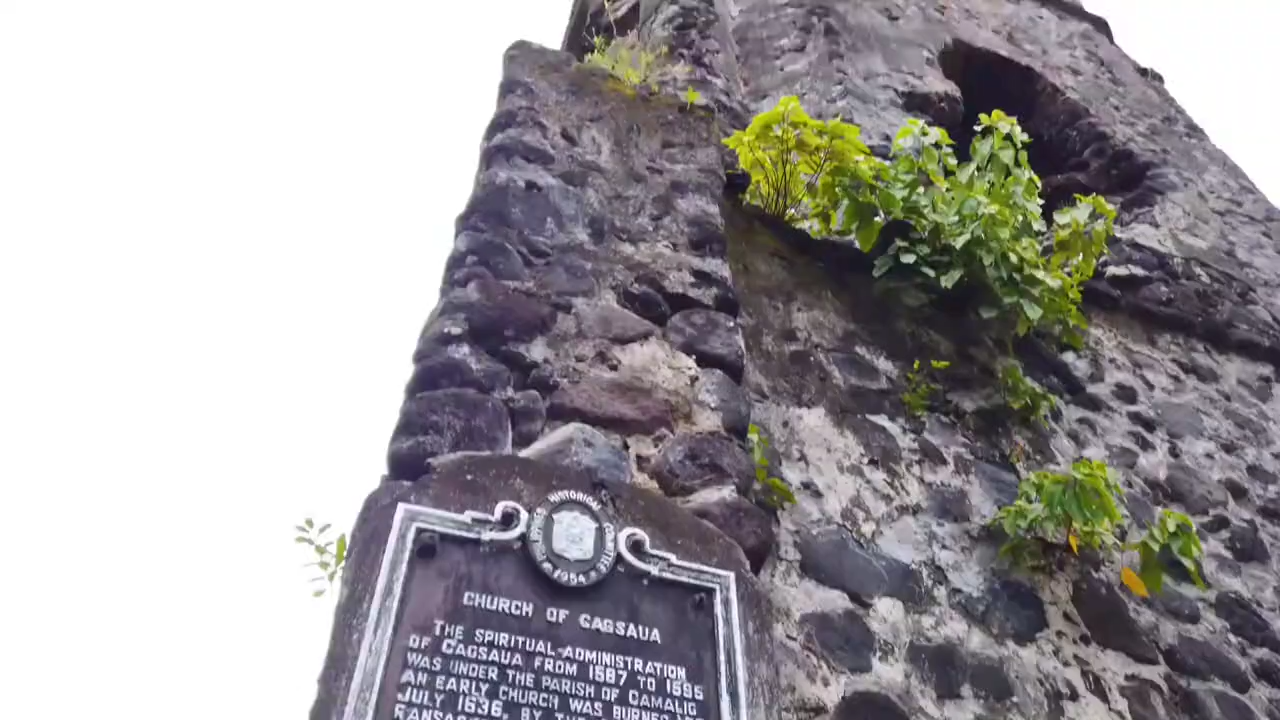 HISTORICAL COMMITTEE
1954
CHURCH OF CAGSAUA
THE SPIRITUAL ADMINISTRATION
OF CAGSAUA FROM 1587 TO 1595
WAS UNDER THE PARISH OF CAMALIG
AN EARLY CHURCH WAS BURNED
JULY 1636, BY THE